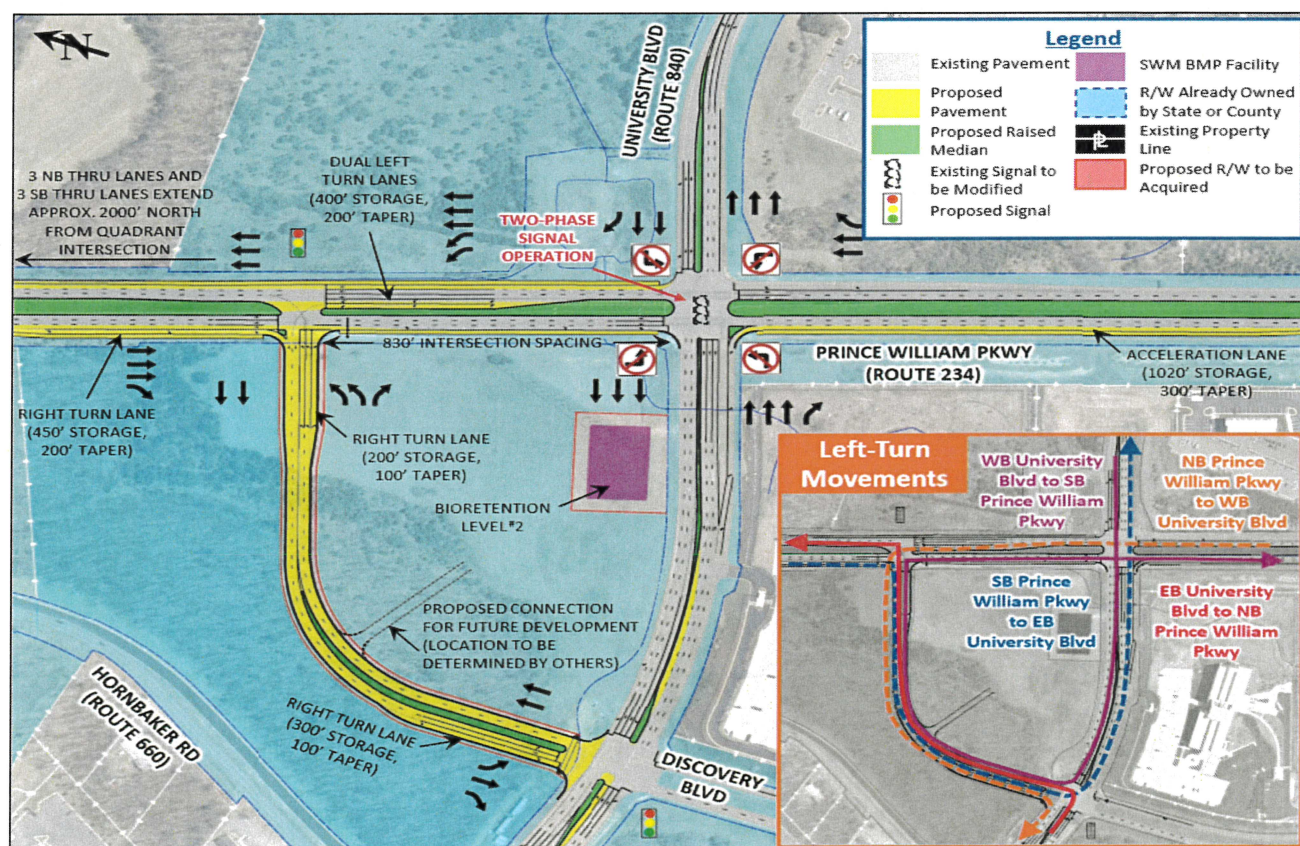 N
UNIVERSITY BLVD
(ROUTE 840)
3 NB THRU LANES AND
3 SB THRU LANES EXTEND
APPROX. 2000' NORTH
FROM QUADRANT
INTERSECTION
DUAL LEFT
TURN LANES
(400' STORAGE,
200' TAPER)
TWO-PHASE
SIGNAL
OPERATION
Legend
Existing Pavement
Proposed
Pavement
Proposed Raised
Median
Existing Signal to
be Modified
Proposed Signal
SWM BMP Facility
R/W Already Owned
by State or County
PL
Existing Property
Line
Proposed R/W to be
Acquired
830' INTERSECTION SPACING
PRINCE WILLIAM PKWY
(ROUTE 234)
ACCELERATION LANE
(1020' STORAGE,
300' TAPER)
RIGHT TURN LANE
(450' STORAGE,
200' TAPER)
RIGHT TURN LANE
(200' STORAGE,
100' TAPER)
BIORETENTION
LEVEL#2
PROPOSED CONNECTION
FOR FUTURE DEVELOPMENT
(LOCATION TO BE
DETERMINED BY OTHERS)
RIGHT TURN LANE
(300' STORAGE,
100' TAPER)
HORNBAKER RD
(ROUTE 660)
DISCOVERY
BLVD
Left-Turn
Movements
WB University
Blvd to SB
Prince William
Pkwy
NB Prince
William Pkwy
to WB
University Blvd
SB Prince
William Pkwy
to EB
University Blvd
EB University
Blvd to NB
Prince William
Pkwy